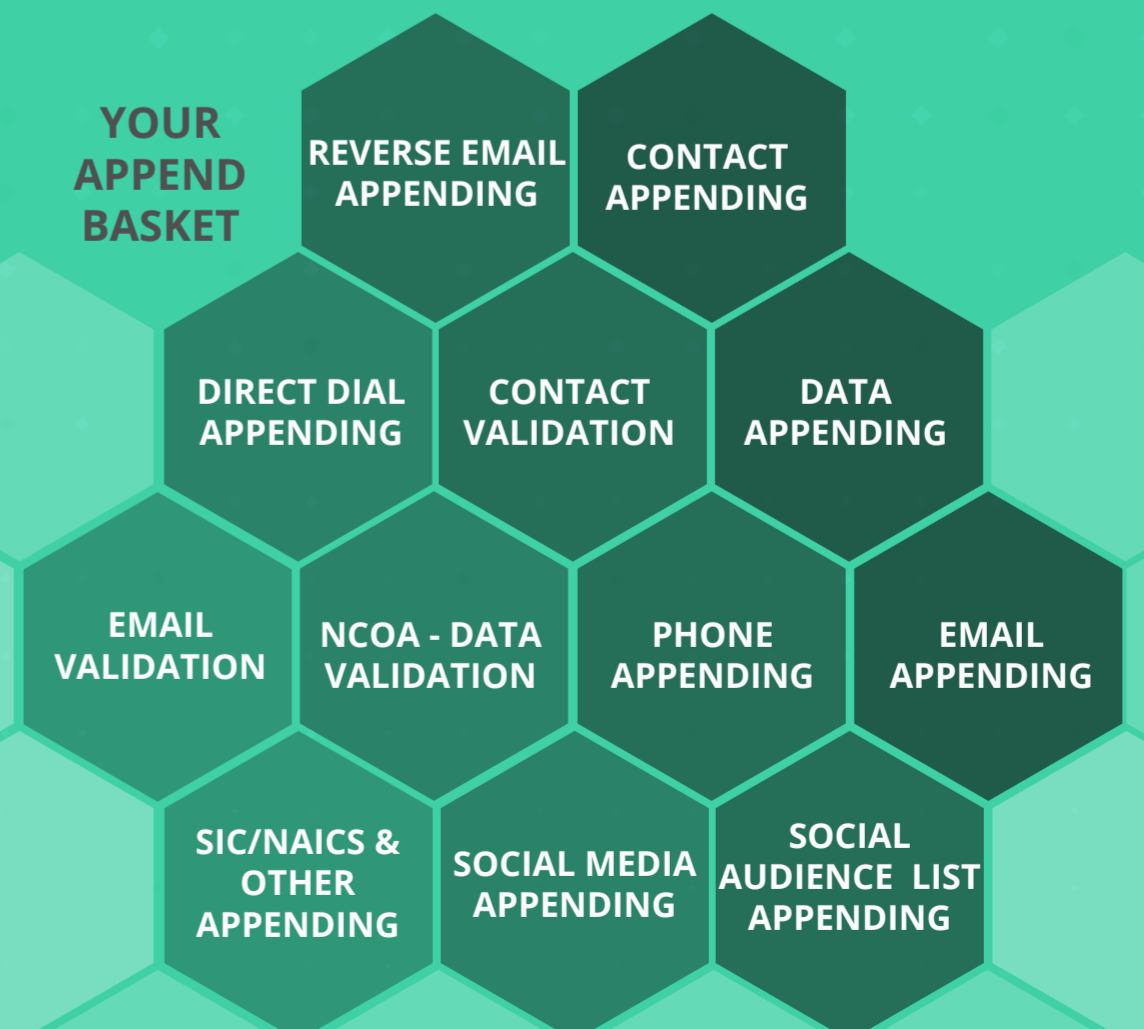 YOUR
APPEND
BASKET
REVERSE EMAIL
APPENDING
CONTACT
APPENDING
DIRECT DIAL
APPENDING
CONTACT
VALIDATION
DATA
APPENDING
EMAIL
VALIDATION
NCOA - DATA
VALIDATION
PHONE
APPENDING
EMAIL
APPENDING
SIC/NAICS &
OTHER
APPENDING
SOCIAL MEDIA
APPENDING
SOCIAL
AUDIENCE LIST
APPENDING